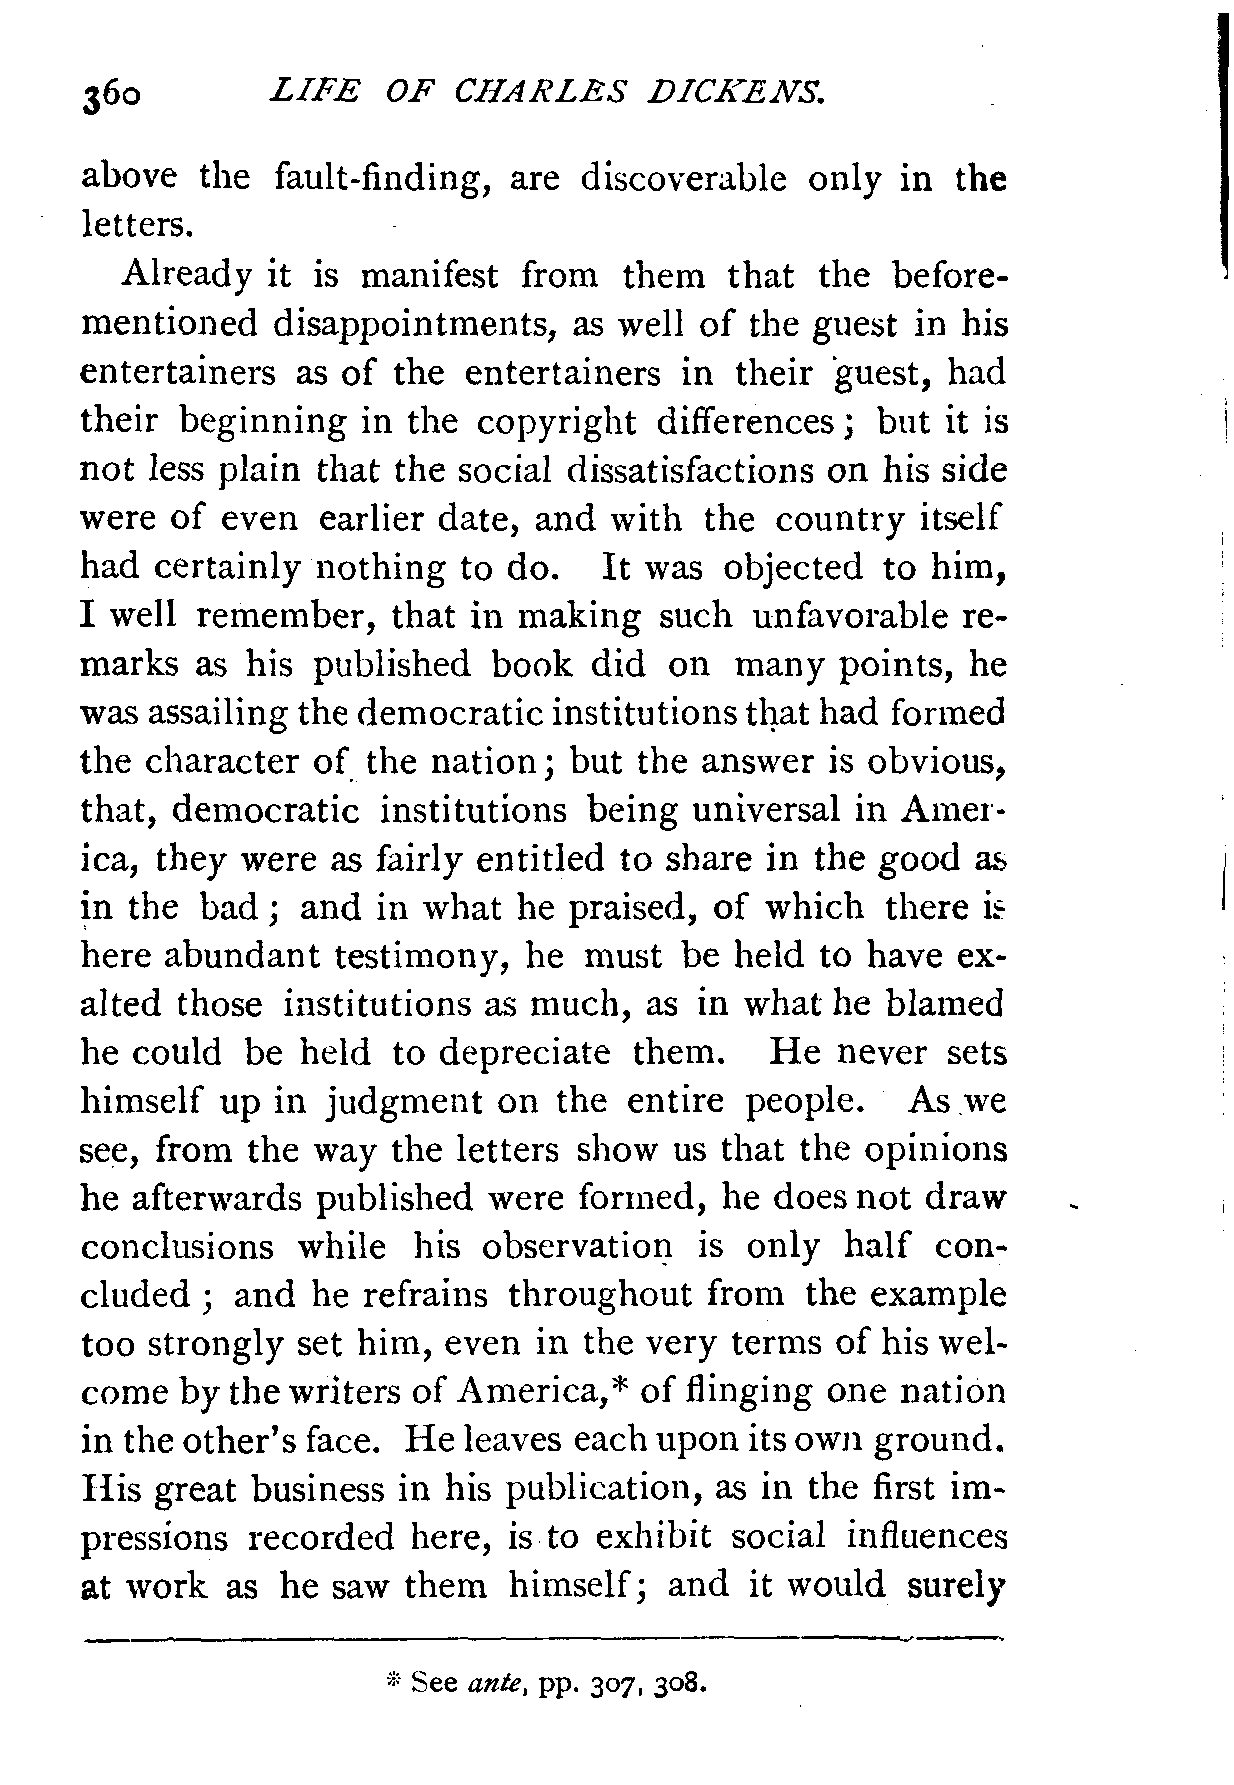 360 LIFE OF CHARLES DICKENS.
above the fault-finding, are discoverable only in the
letters.
Already it is manifest from them that the before-
mentioned disappointments, as well of the guest in his
entertainers as of the entertainers in their guest, had
their beginning in the copyright differences ; but it is
not less plain that the social dissatisfactions on his side
were of even earlier date, and with the country itself
had certainly nothing to do. It was objected to him,
I well remember, that in making such unfavorable re-
marks as his published book did on many points, he
was assailing the democratic institutions that had formed
the character of the nation ; but the answer is obvious,
that, democratic institutions being universal in Amer-
ica, they were as fairly entitled to share in the good as
in the bad ; and in what he praised, of which there is
here abundant testimony, he must be held to have ex-
alted those institutions as much, as in what he blamed
he could be held to depreciate them. He never sets
himself up in judgment on the entire people. As we
see, from the way the letters show us that the opinions
he afterwards published were formed, he does not draw
conclusions while his observation is only half con-
cluded ; and he refrains throughout from the example
too strongly set him, even in the very terms of his wel-
come by the writers of America,* of flinging one nation
in the other's face. He leaves each upon its own ground.
His great business in his publication, as in the first im-
pressions recorded here, is to exhibit social influences
at work as he saw them himself ; and it would surely
* See ante, pp. 307, 308.